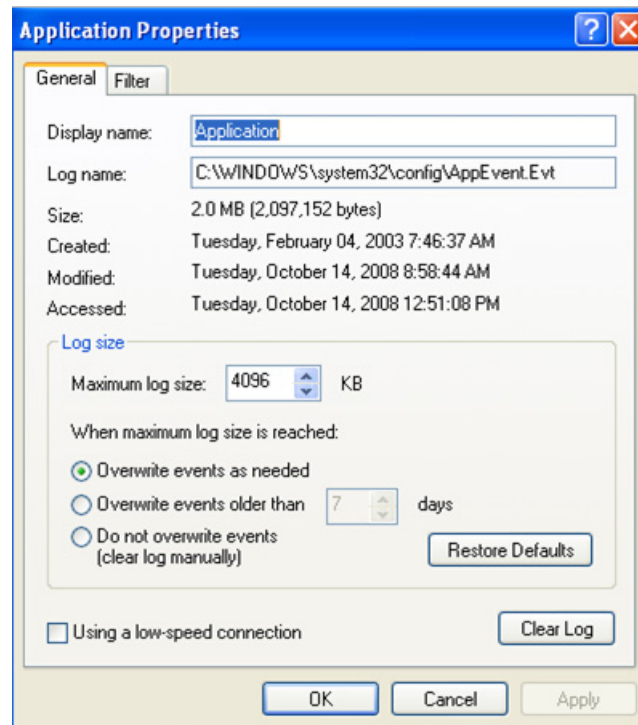 Application Properties
General Filter
Display name: Application
Log name: C:\WINDOWS\system32\config\AppEvent.Evt
Size: 2.0 MB (2,097,152 bytes)
Created: Tuesday, February 04, 2003 7:46:37 AM
Modified: Tuesday, October 14, 2008 8:58:44 AM
Accessed: Tuesday, October 14, 2008 12:51:08 PM
Log size
Maximum log size: 4096 KB
When maximum log size is reached:
Overwrite events as needed
Overwrite events older than 7 days
Do not overwrite events
(clear log manually)
Restore Defaults
Using a low-speed connection
Clear Log
OK Cancel Apply